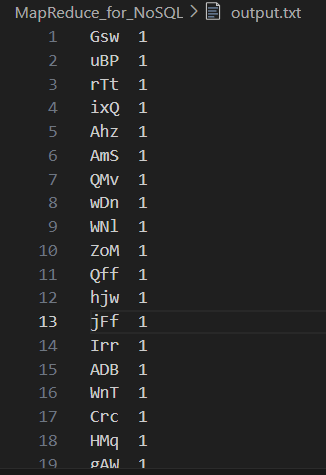 MapReduce_for_NoSQL > output.txt
1 Gsw 1
2 uBP 1
3 rTt 1
4 ixQ 1
5 Ahz 1
6 AmS 1
7 QMv 1
8 wDn 1
9 WNl 1
10 ZoM 1
11 Qff 1
12 hjw 1
13 jFf 1
14 Irr 1
15 ADB 1
16 WnT 1
17 Crc 1
18 HMq 1
19 gAW 1